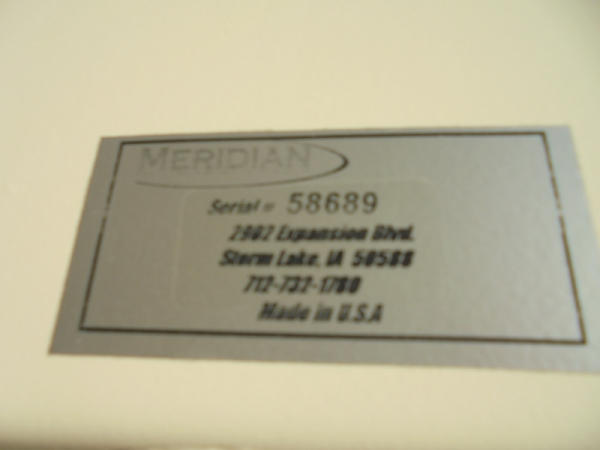 MERIDIAN
Serial # 58689
2902 Expansion Blvd.
Storm Lake, IA 50588
712-732-1780
Made in U.S.A